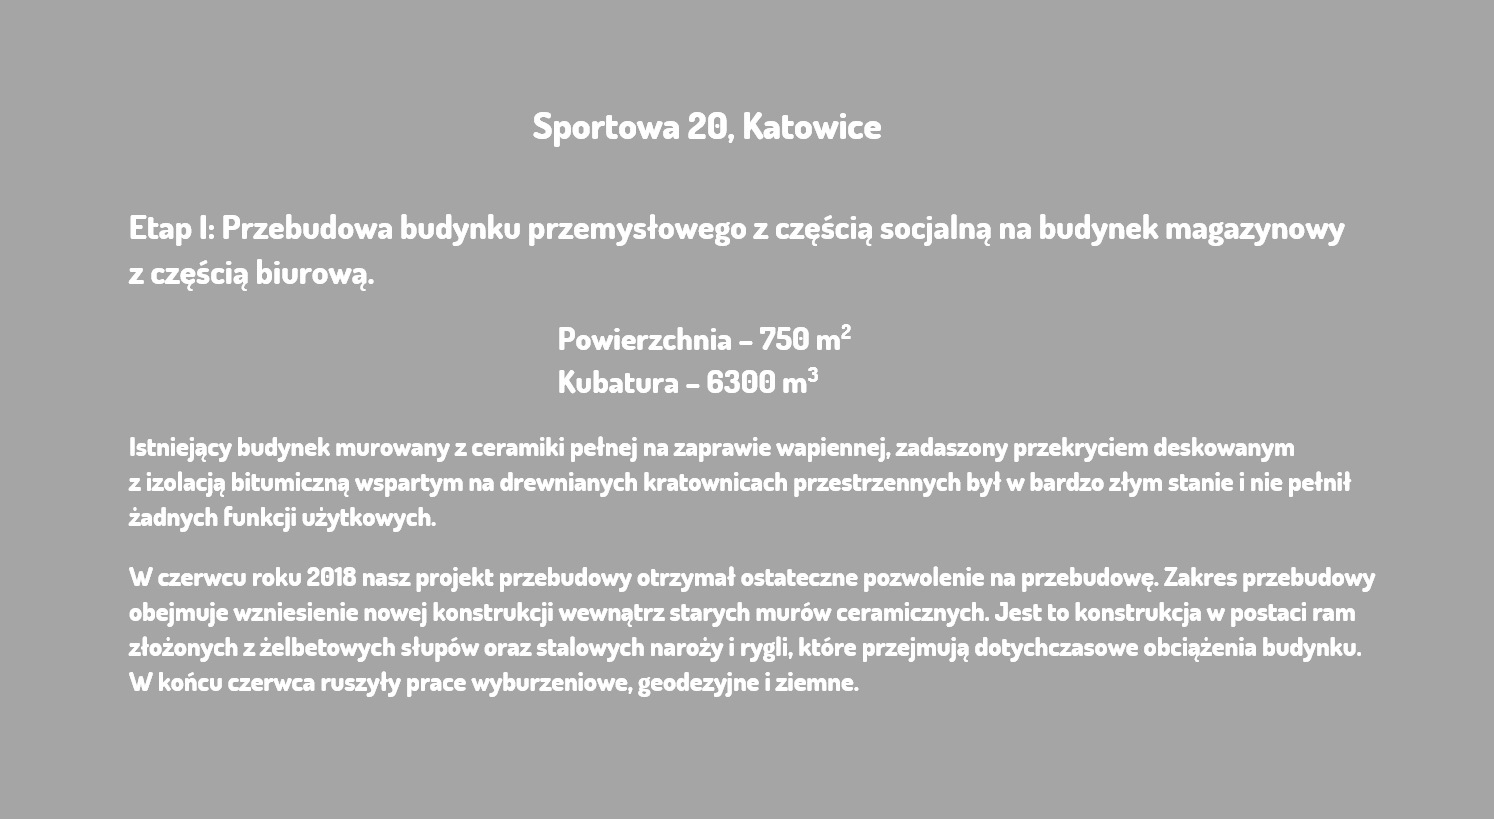 Sportowa 20, Katowice
Etap I: Przebudowa budynku przemysłowego z częścią socjalną na budynek magazynowy
z częścią biurową.
Powierzchnia – 750 m²
Kubatura – 6300 m³
Istniejący budynek murowany z ceramiki pełnej na zaprawie wapiennej, zadaszony przekryciem deskowanym
z izolacją bitumiczną wspartym na drewnianych kratownicach przestrzennych był w bardzo złym stanie i nie pełnił
żadnych funkcji użytkowych.
W czerwcu roku 2018 nasz projekt przebudowy otrzymał ostateczne pozwolenie na przebudowę. Zakres przebudowy
obejmuje wzniesienie nowej konstrukcji wewnątrz starych murów ceramicznych. Jest to konstrukcja w postaci ram
złożonych z żelbetowych słupów oraz stalowych naroży i rygli, które przejmują dotychczasowe obciążenia budynku.
W końcu czerwca ruszyły prace wyburzeniowe, geodezyjne i ziemne.